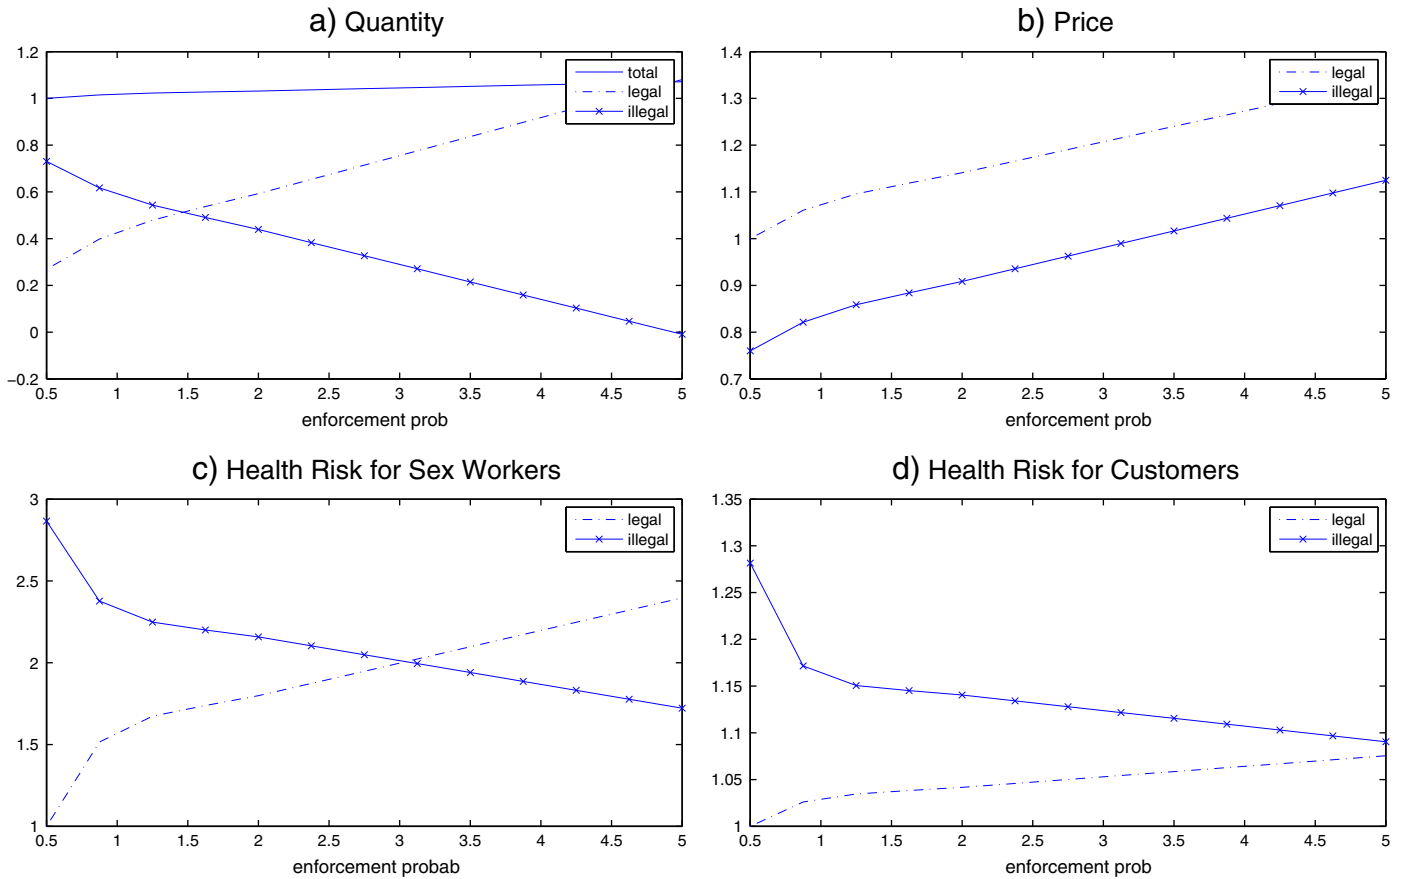 a) Quantity
1.2
1
0.8
0.6
0.4
0.2
0
−0.2
0.5 1 1.5 2 2.5 3 3.5 4 4.5 5
enforcement prob
total
legal
illegal
b) Price
1.4
1.3
1.2
1.1
1
0.9
0.8
0.7
0.5 1 1.5 2 2.5 3 3.5 4 4.5 5
enforcement prob
legal
illegal
c) Health Risk for Sex Workers
3
2.5
2
1.5
1
0.5 1 1.5 2 2.5 3 3.5 4 4.5 5
enforcement probab
legal
illegal
d) Health Risk for Customers
1.35
1.3
1.25
1.2
1.15
1.1
1.05
1
0.5 1 1.5 2 2.5 3 3.5 4 4.5 5
enforcement prob
legal
illegal